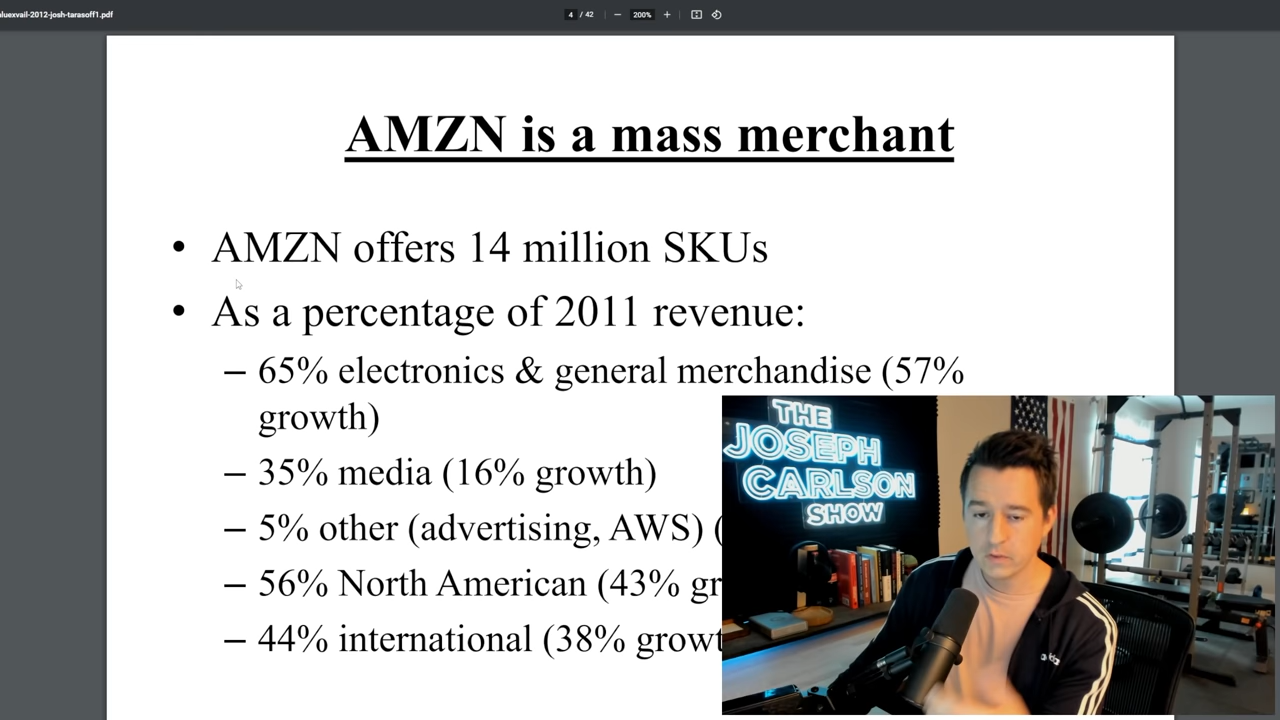 luexvail-2012-josh-tarasoff1.pdf
4 / 42
200%
AMZN is a mass merchant
• AMZN offers 14 million SKUs
• As a percentage of 2011 revenue:
– 65% electronics & general merchandise (57%
growth)
– 35% media (16% growth)
– 5% other (advertising, AWS) (
– 56% North American (43% gr
– 44% international (38% growt
THE
JOSEPH
CARLSON
SHOW